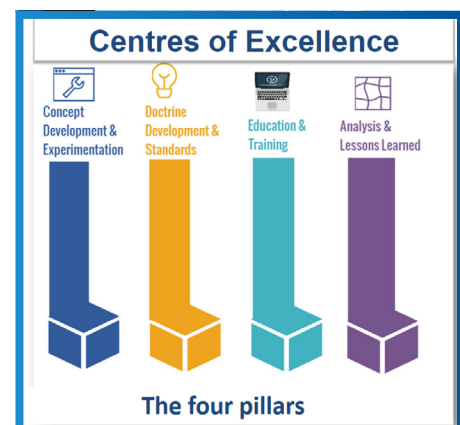 Centres of Excellence
Concept
Development &
Experimentation
Doctrine
Development &
Standards
Education &
Training
Analysis &
Lessons Learned
The four pillars